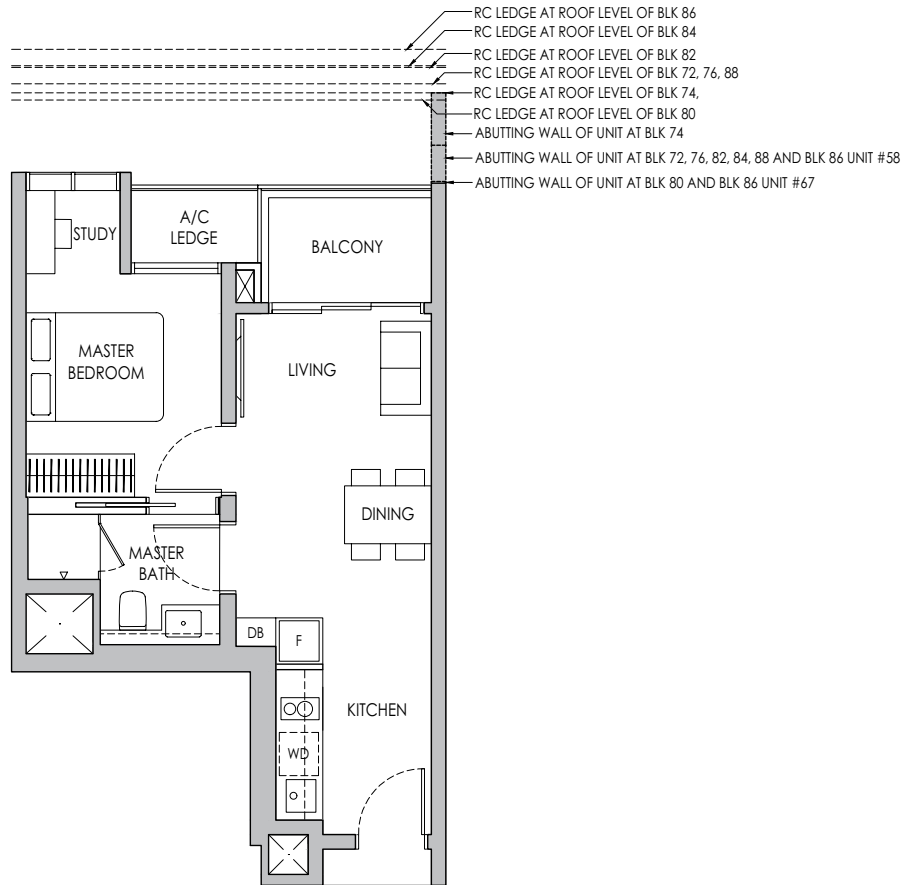 RC LEDGE AT ROOF LEVEL OF BLK 86
RC LEDGE AT ROOF LEVEL OF BLK 84
RC LEDGE AT ROOF LEVEL OF BLK 82
RC LEDGE AT ROOF LEVEL OF BLK 72, 76, 88
RC LEDGE AT ROOF LEVEL OF BLK 74,
RC LEDGE AT ROOF LEVEL OF BLK 80
ABUTTING WALL OF UNIT AT BLK 74
ABUTTING WALL OF UNIT AT BLK 72, 76, 82, 84, 88 AND BLK 86 UNIT #58
ABUTTING WALL OF UNIT AT BLK 80 AND BLK 86 UNIT #67
STUDY
A/C
LEDGE
BALCONY
MASTER
BEDROOM
LIVING
DINING
MASTER
BATH
DB
F
KITCHEN
WD